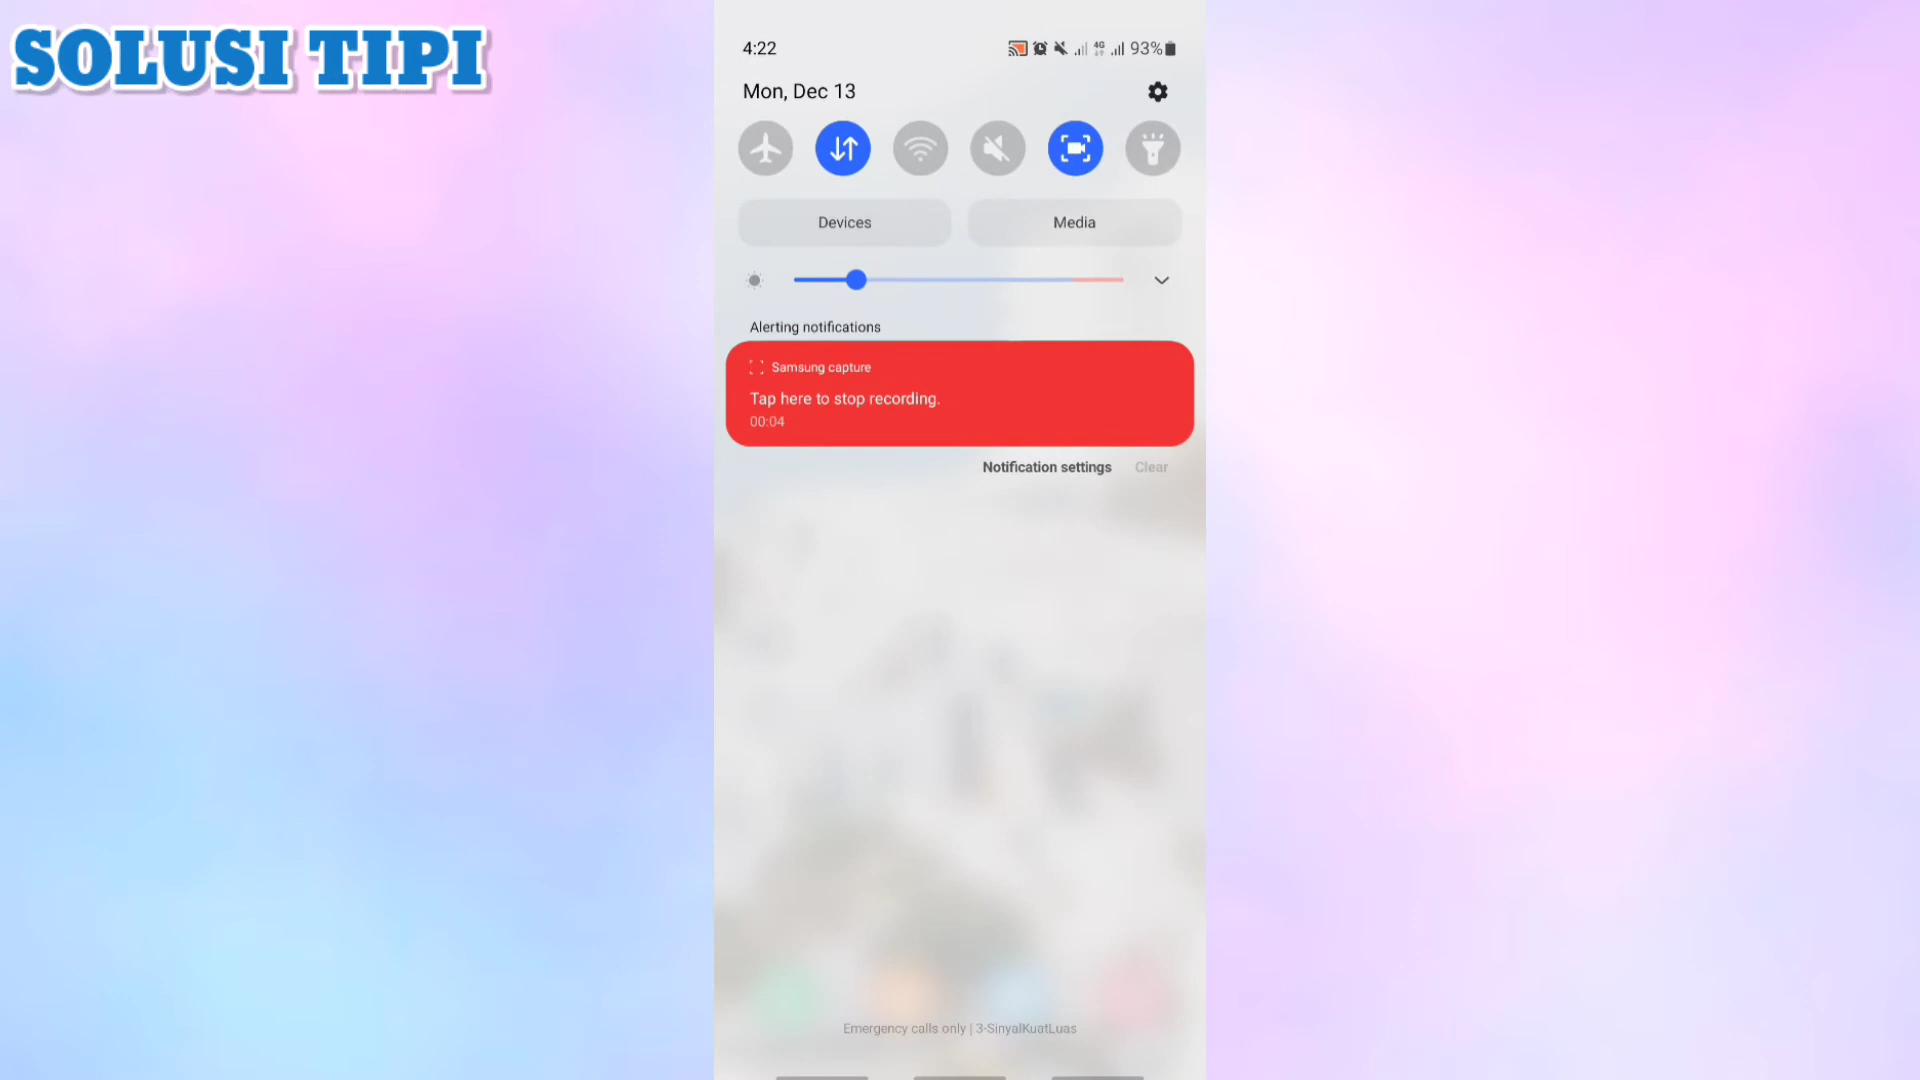 SOLUSI TIPI
4:22
4G 93%
Mon, Dec 13
Devices
Media
Alerting notifications
Samsung capture
Tap here to stop recording.
00:04
Notification settings
Clear
Emergency calls only | 3-SinyalKuatLuas